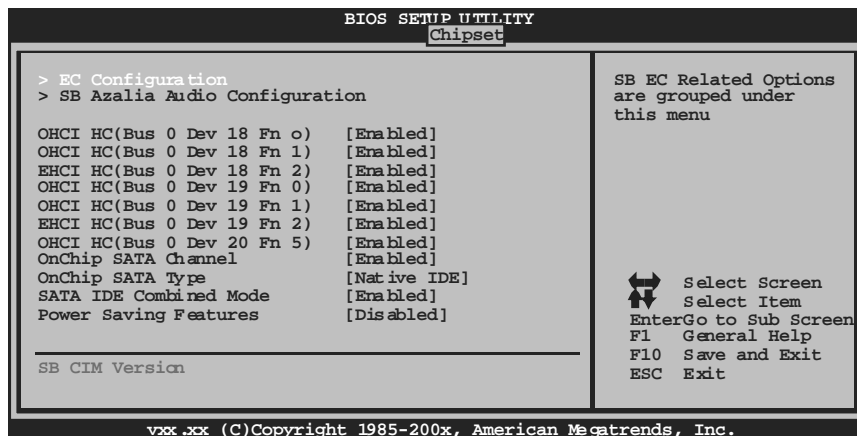 BIOS SETUP UTILITY
Chipset
> EC Configuration
> SB Azalia Audio Configuration
OHCI HC(Bus 0 Dev 18 Fn o) [Enabled]
OHCI HC(Bus 0 Dev 18 Fn 1) [Enabled]
EHCI HC(Bus 0 Dev 18 Fn 2) [Enabled]
OHCI HC(Bus 0 Dev 19 Fn 0) [Enabled]
OHCI HC(Bus 0 Dev 19 Fn 1) [Enabled]
EHCI HC(Bus 0 Dev 19 Fn 2) [Enabled]
OHCI HC(Bus 0 Dev 20 Fn 5) [Enabled]
OnChip SATA Channel [Enabled]
OnChip SATA Type [Native IDE]
SATA IDE Combined Mode [Enabled]
Power Saving Features [Disabled]
SB CIM Version
SB EC Related Options
are grouped under
this menu
Select Screen
Select Item
EnterGo to Sub Screen
F1 General Help
F10 Save and Exit
ESC Exit
vxx.xx (C)Copyright 1985-200x, American Megatrends, Inc.